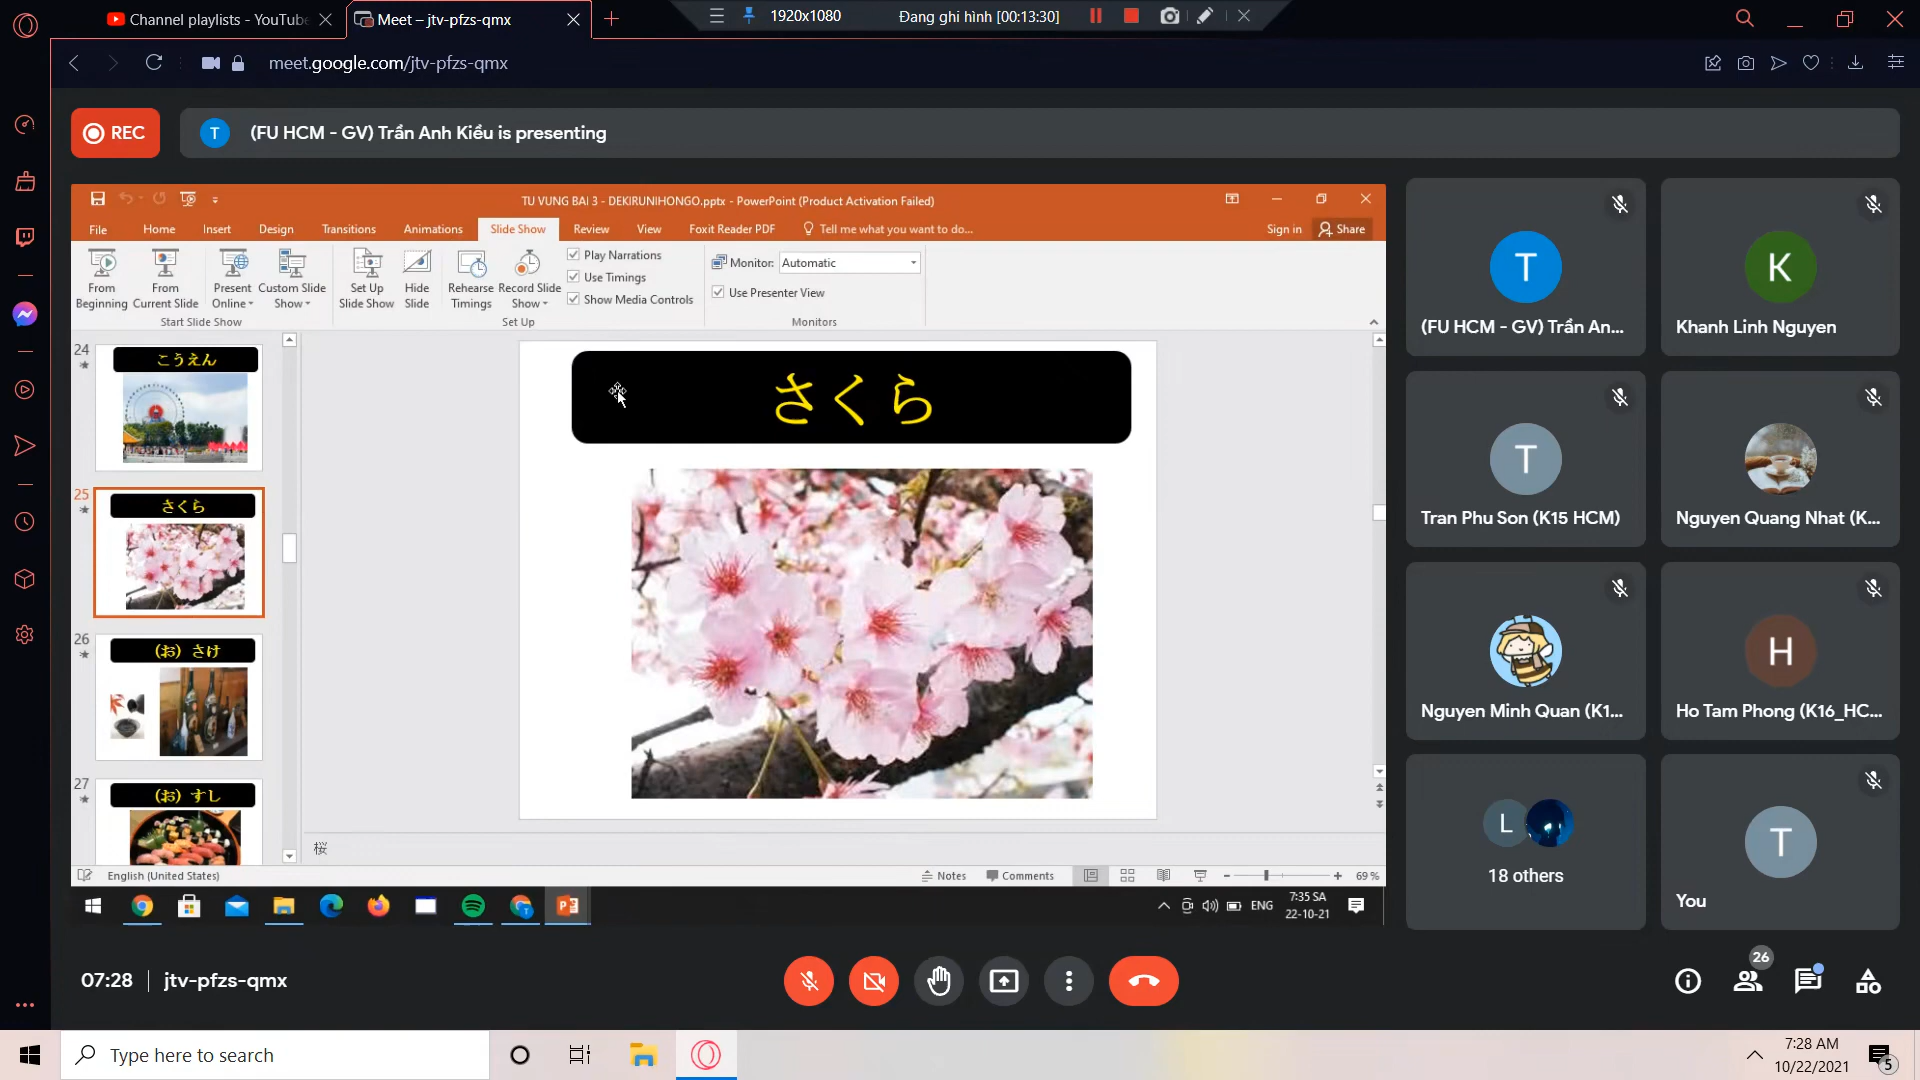 Channel playlists - YouTube
Meet – jtv-pfzs-qmx
1920x1080
Đang ghi hình [00:13:30]
meet.google.com/jtv-pfzs-qmx
REC
T
(FU HCM - GV) Trần Anh Kiều is presenting
TU VUNG BAI 3 - DEKIRUNIHONGO.pptx - PowerPoint (Product Activation Failed)
File Home Insert Design Transitions Animations Slide Show Review View Foxit Reader PDF Tell me what you want to do... Sign in Share
From Beginning
From Current Slide
Present Online
Custom Slide Show
Set Up Slide Show
Hide Slide
Rehearse Timings
Record Slide Show
Play Narrations
Use Timings
Show Media Controls
Monitor: Automatic
Use Presenter View
Start Slide Show
Set Up
Monitors
24
こうえん
25
さくら
26
(お) さけ
27
(お) すし
さくら
桜
English (United States)
Notes
Comments
69 %
ENG
7:35 SA
22-10-21
T
(FU HCM - GV) Trần An...
K
Khanh Linh Nguyen
T
Tran Phu Son (K15 HCM)
Nguyen Quang Nhat (K...
Nguyen Minh Quan (K1...
H
Ho Tam Phong (K16_HC...
L
18 others
T
You
07:28
jtv-pfzs-qmx
26
Type here to search
7:28 AM
10/22/2021
5